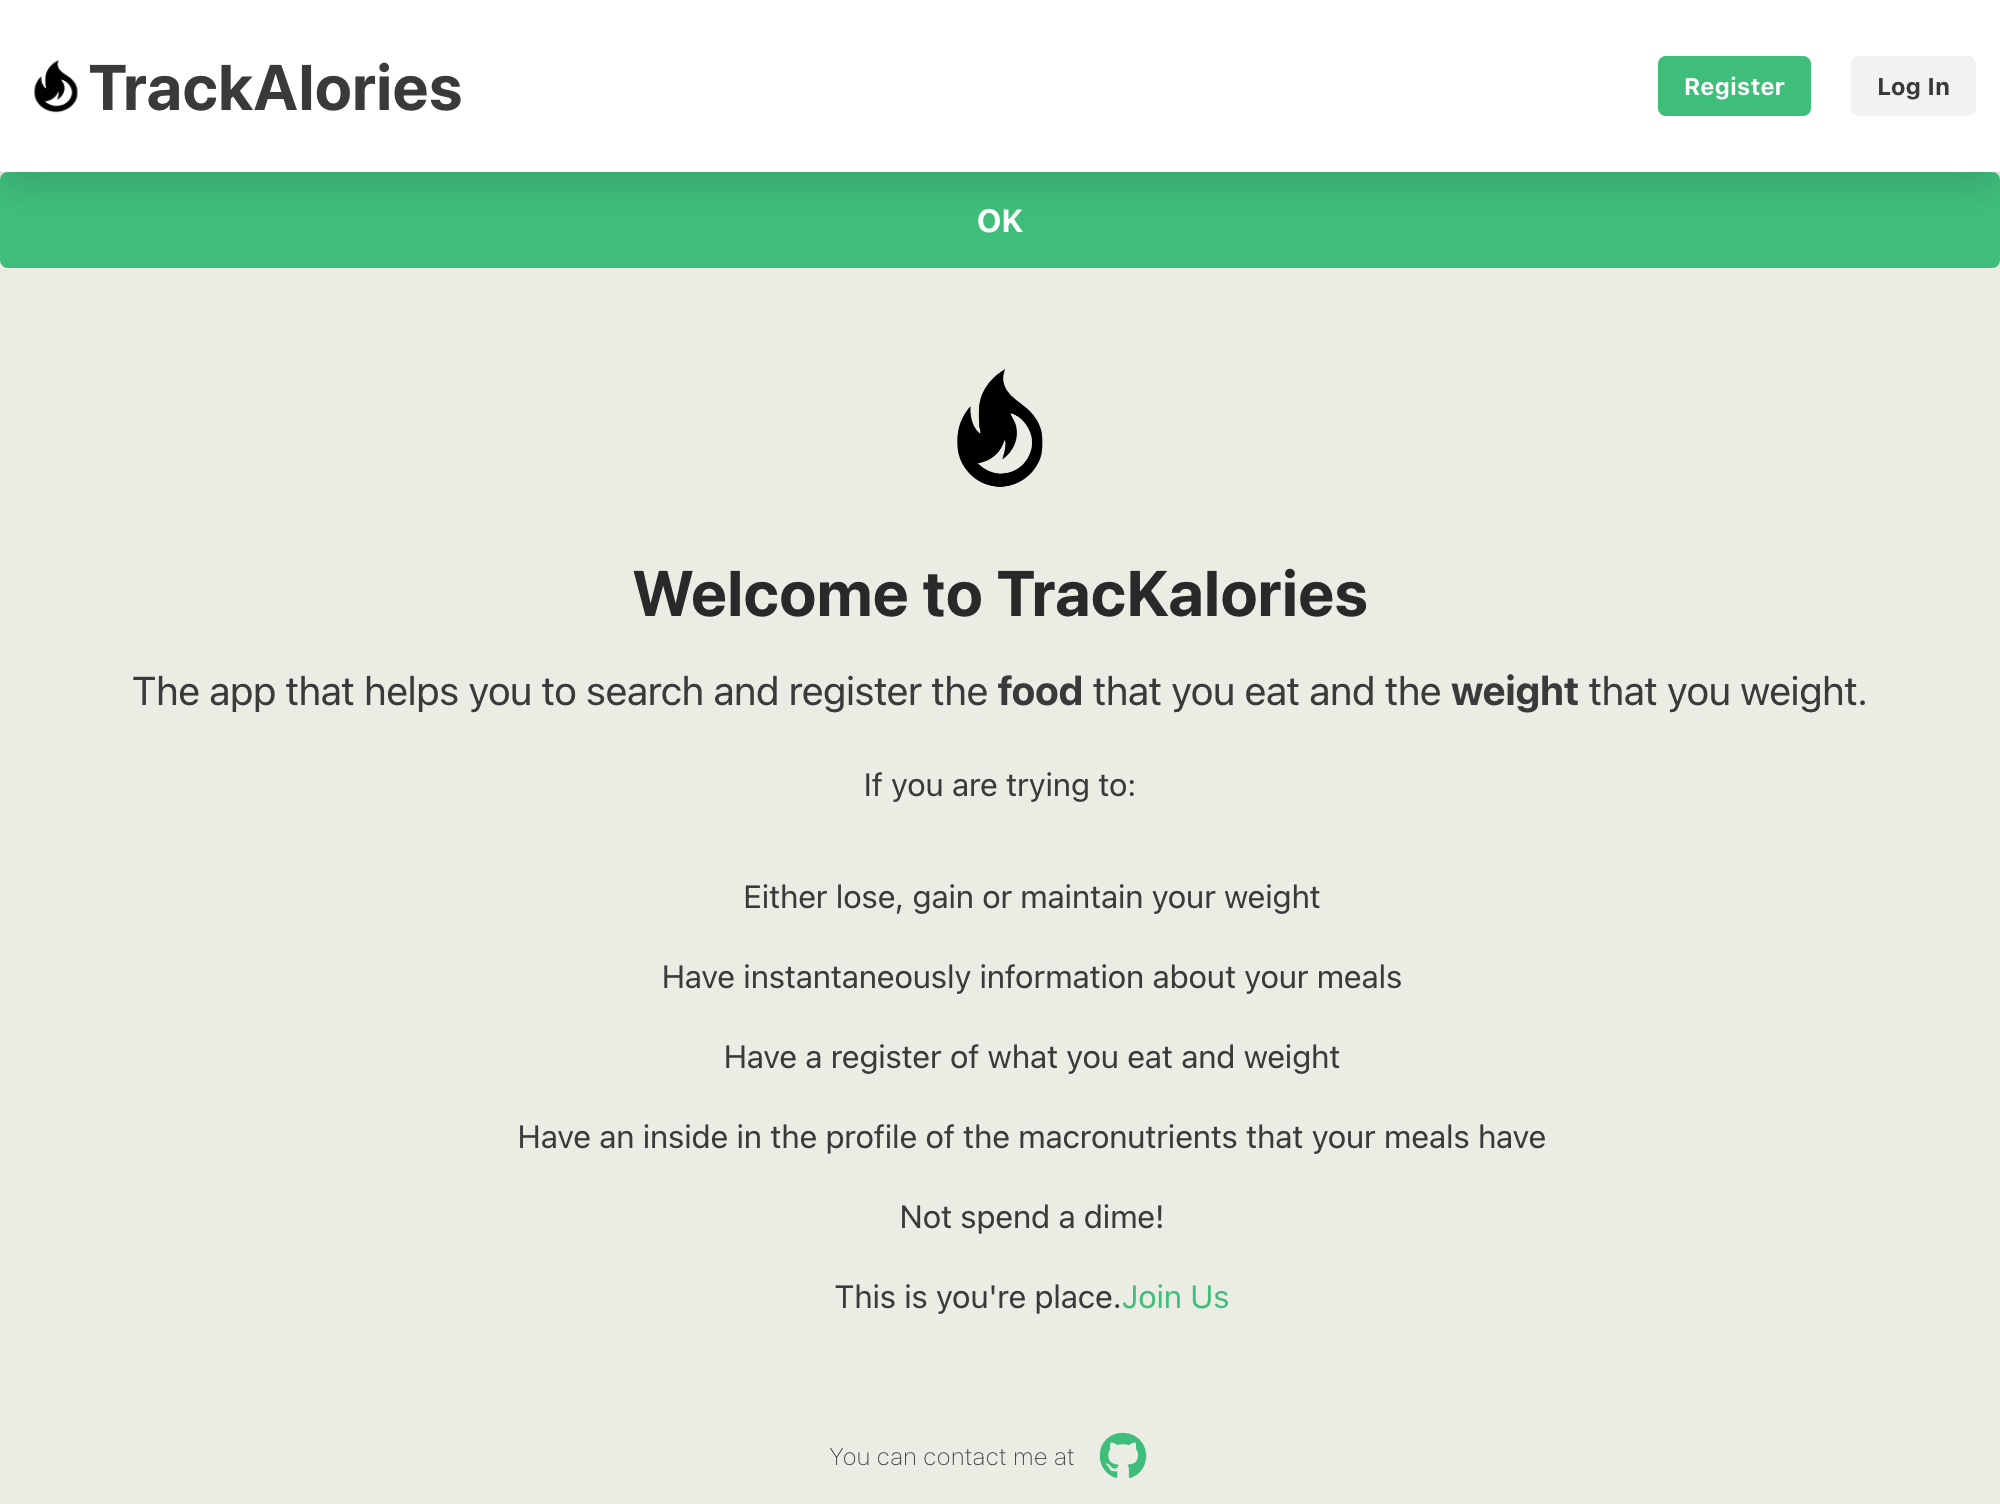 TrackAlories
Register
Log In
OK
Welcome to TracKalories
The app that helps you to search and register the food that you eat and the weight that you weight.
If you are trying to:
Either lose, gain or maintain your weight
Have instantaneously information about your meals
Have a register of what you eat and weight
Have an inside in the profile of the macronutrients that your meals have
Not spend a dime!
This is you're place.Join Us
You can contact me at